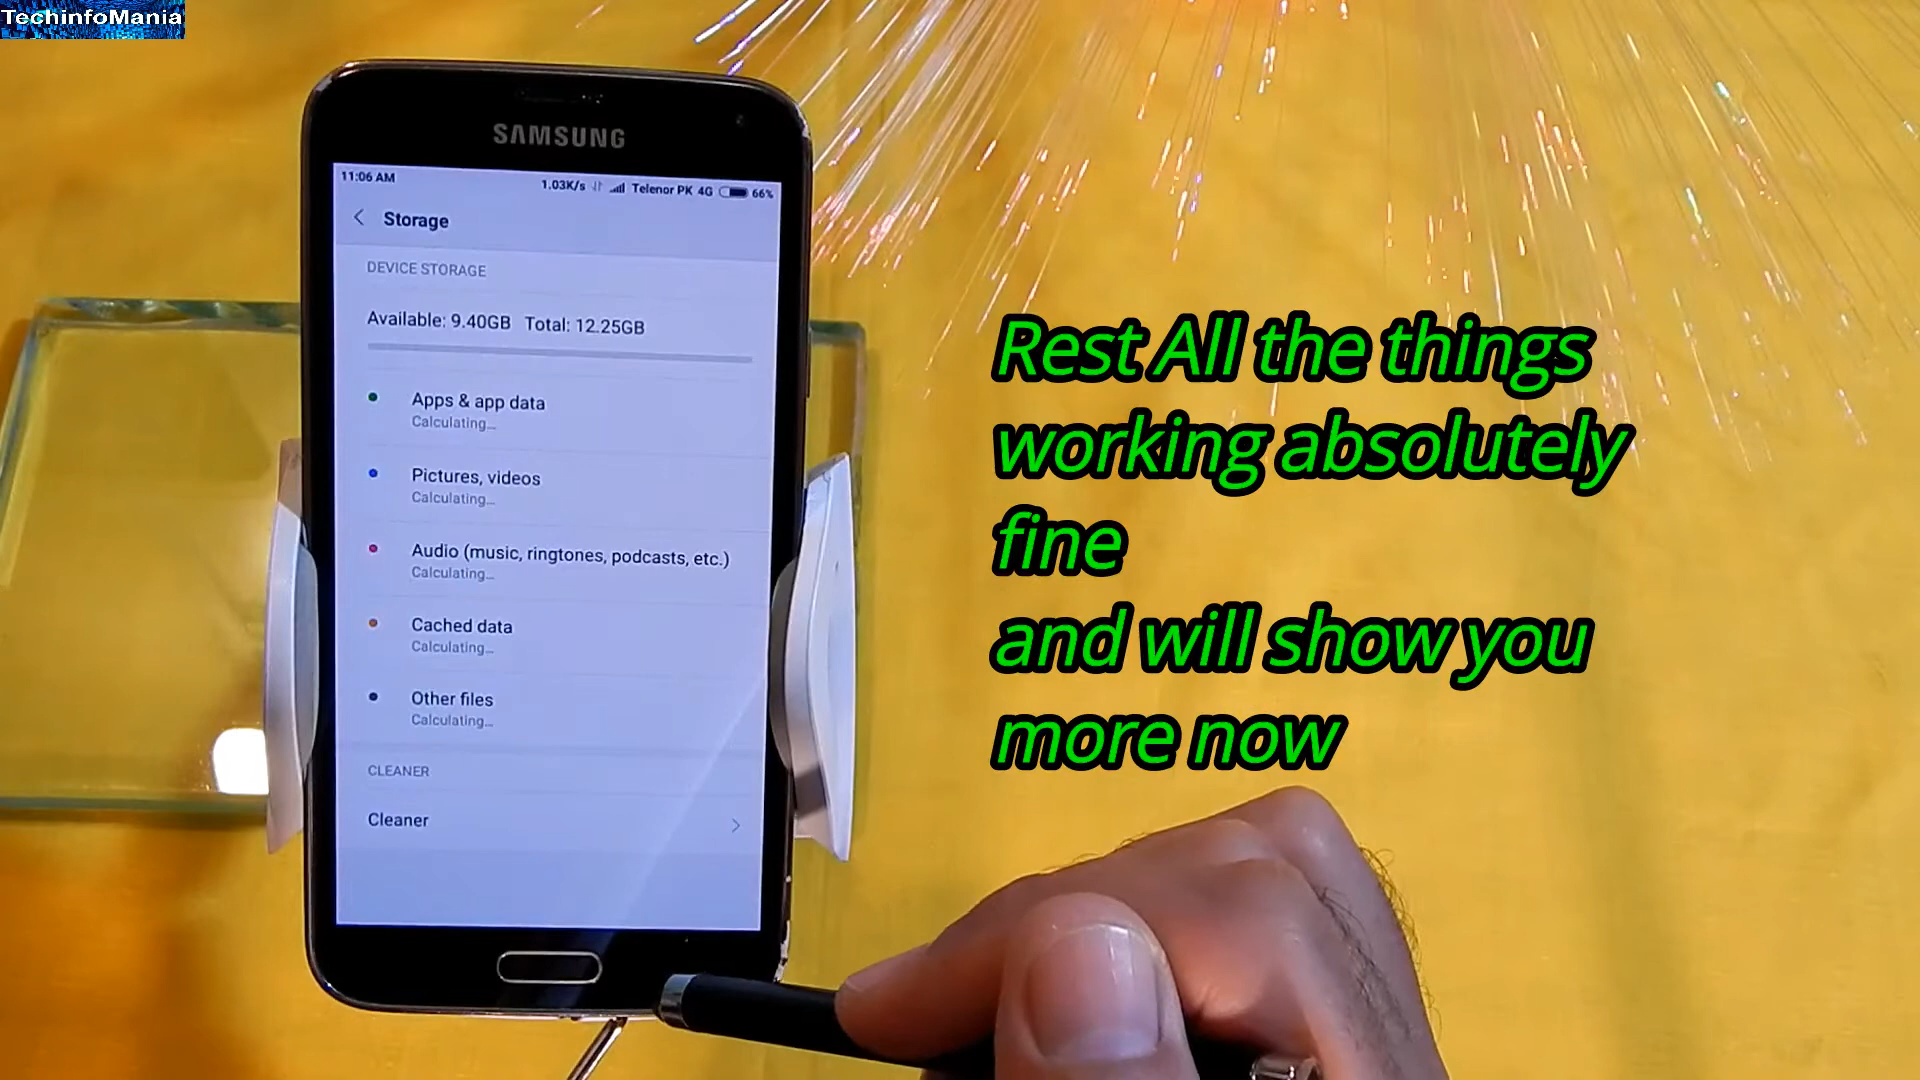 TechinfoMania
SAMSUNG
11:06 AM 1.03K/s Telenor PK 4G 66%
Storage
DEVICE STORAGE
Available: 9.40GB Total: 12.25GB
Apps & app data
Calculating...
Pictures, videos
Calculating...
Audio (music, ringtones, podcasts, etc.)
Calculating...
Cached data
Calculating...
Other files
Calculating...
CLEANER
Cleaner
Rest All the things
working absolutely
fine
and will show you
more now